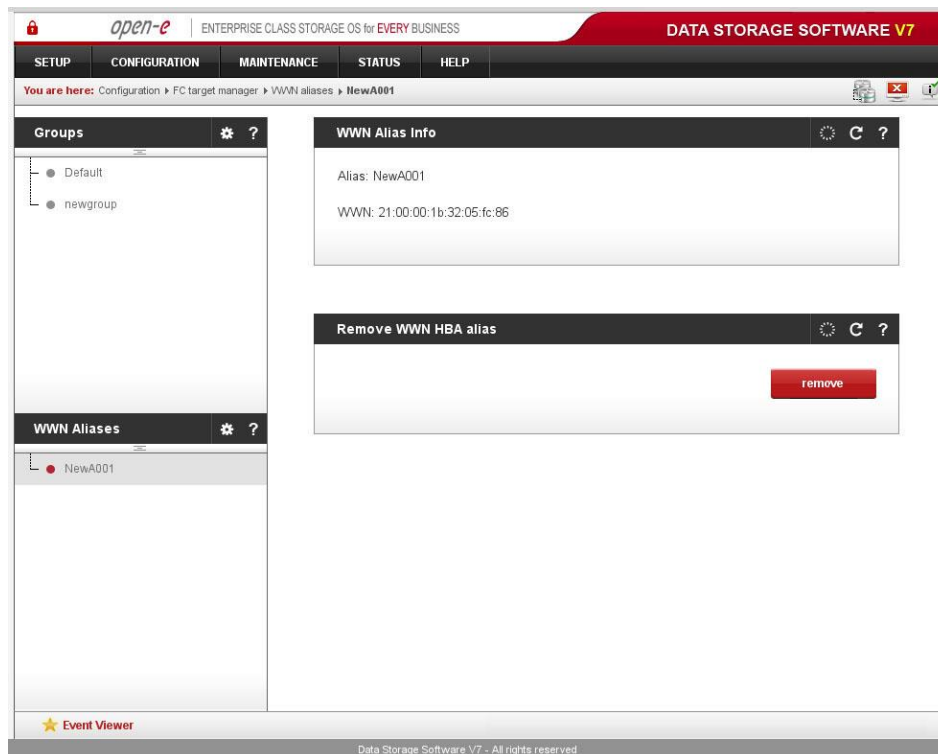 open-e ENTERPRISE CLASS STORAGE OS for EVERY BUSINESS DATA STORAGE SOFTWARE V7
SETUP CONFIGURATION MAINTENANCE STATUS HELP
You are here: Configuration FC target manager WWN aliases NewA001
Groups ?
Default
newgroup
WWN Alias Info ?
Alias: NewA001
WWN: 21:00:00:1b:32:05:fc:86
Remove WWN HBA alias ?
remove
WWN Aliases ?
NewA001
Event Viewer
Data Storage Software V7 - All rights reserved